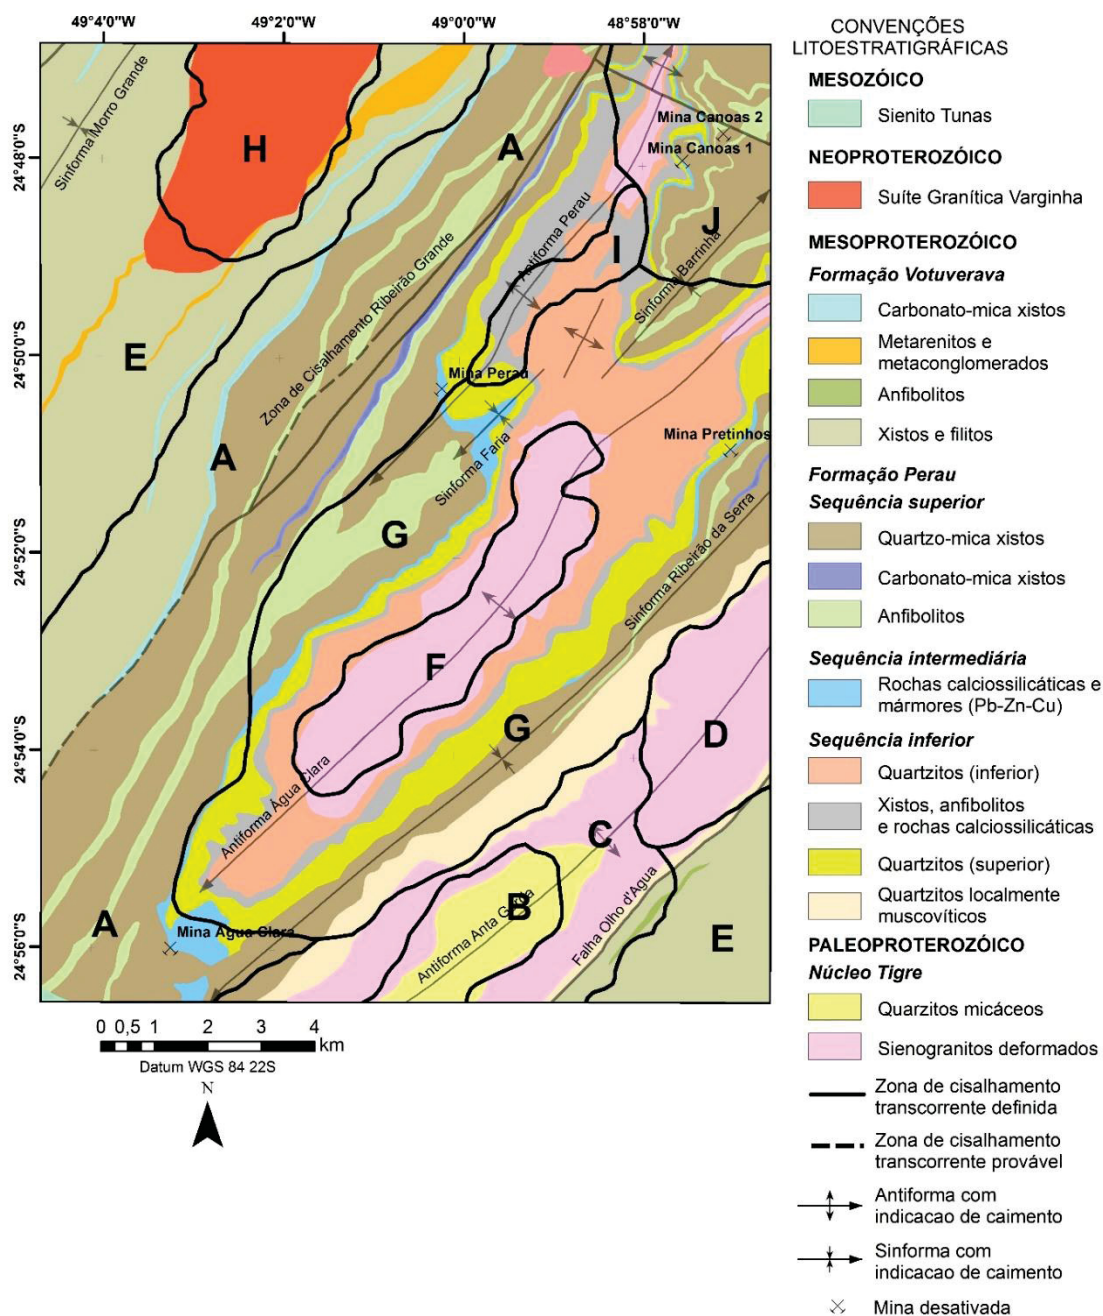 49°4'0"W
49°2'0"W
49°0'0"W
48°58'0"W
24°48'0"S
24°50'0"S
24°52'0"S
24°54'0"S
24°56'0"S
Sinforma Morro Grande
H
A
Mina Canoas 2
Mina Canoas 1
J
I
Antiforma Perau
Sinforma Barrinha
Zona de Cisalhamento Ribeirão Grande
E
Mina Perau
Sinforma Faria
Mina Pretinhos
A
G
Sinforma Ribeirão da Serra
F
G
D
Antiforma Água Clara
C
B
Antiforma Anta Gorda
Falha Olho d'Agua
E
A
Mina Água Clara
0 0,5 1 2 3 4
km
Datum WGS 84 22S
N
CONVENÇÕES
LITOESTRATIGRÁFICAS
MESOZÓICO
Sienito Tunas
NEOPROTEROZÓICO
Suíte Granítica Varginha
MESOPROTEROZÓICO
Formação Votuverava
Carbonato-mica xistos
Metarenitos e
metaconglomerados
Anfibolitos
Xistos e filitos
Formação Perau
Sequência superior
Quartzo-mica xistos
Carbonato-mica xistos
Anfibolitos
Sequência intermediária
Rochas calciossilicáticas e
mármores (Pb-Zn-Cu)
Sequência inferior
Quartzitos (inferior)
Xistos, anfibolitos
e rochas calciossilicáticas
Quartzitos (superior)
Quartzitos localmente
muscovíticos
PALEOPROTEROZÓICO
Núcleo Tigre
Quarzitos micáceos
Sienogranitos deformados
Zona de cisalhamento
transcorrente definida
Zona de cisalhamento
transcorrente provável
Antiforma com
indicacao de caimento
Sinforma com
indicacao de caimento
Mina desativada